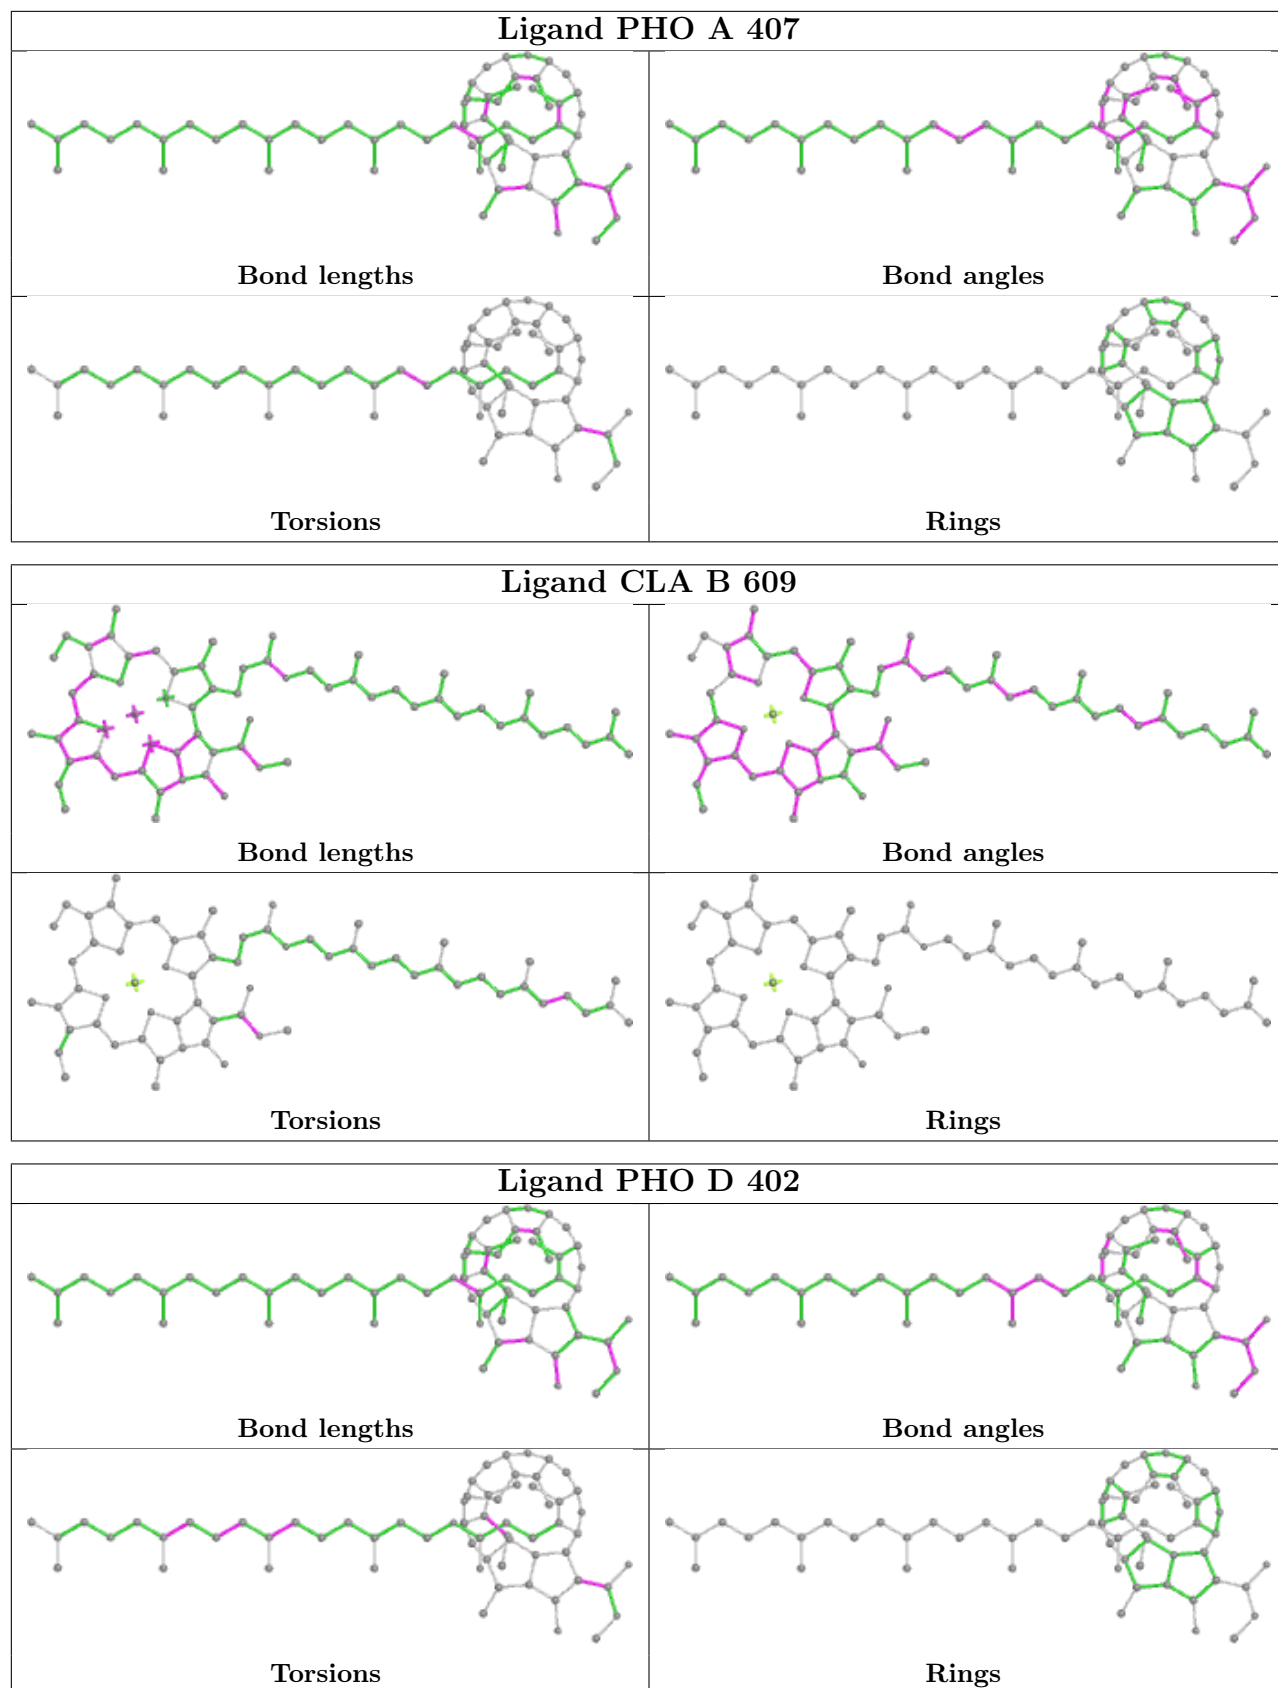 Ligand PHO A 407
Bond lengths
Bond angles
Torsions
Rings
Ligand CLA B 609
Bond lengths
Bond angles
Torsions
Rings
Ligand PHO D 402
Bond lengths
Bond angles
Torsions
Rings